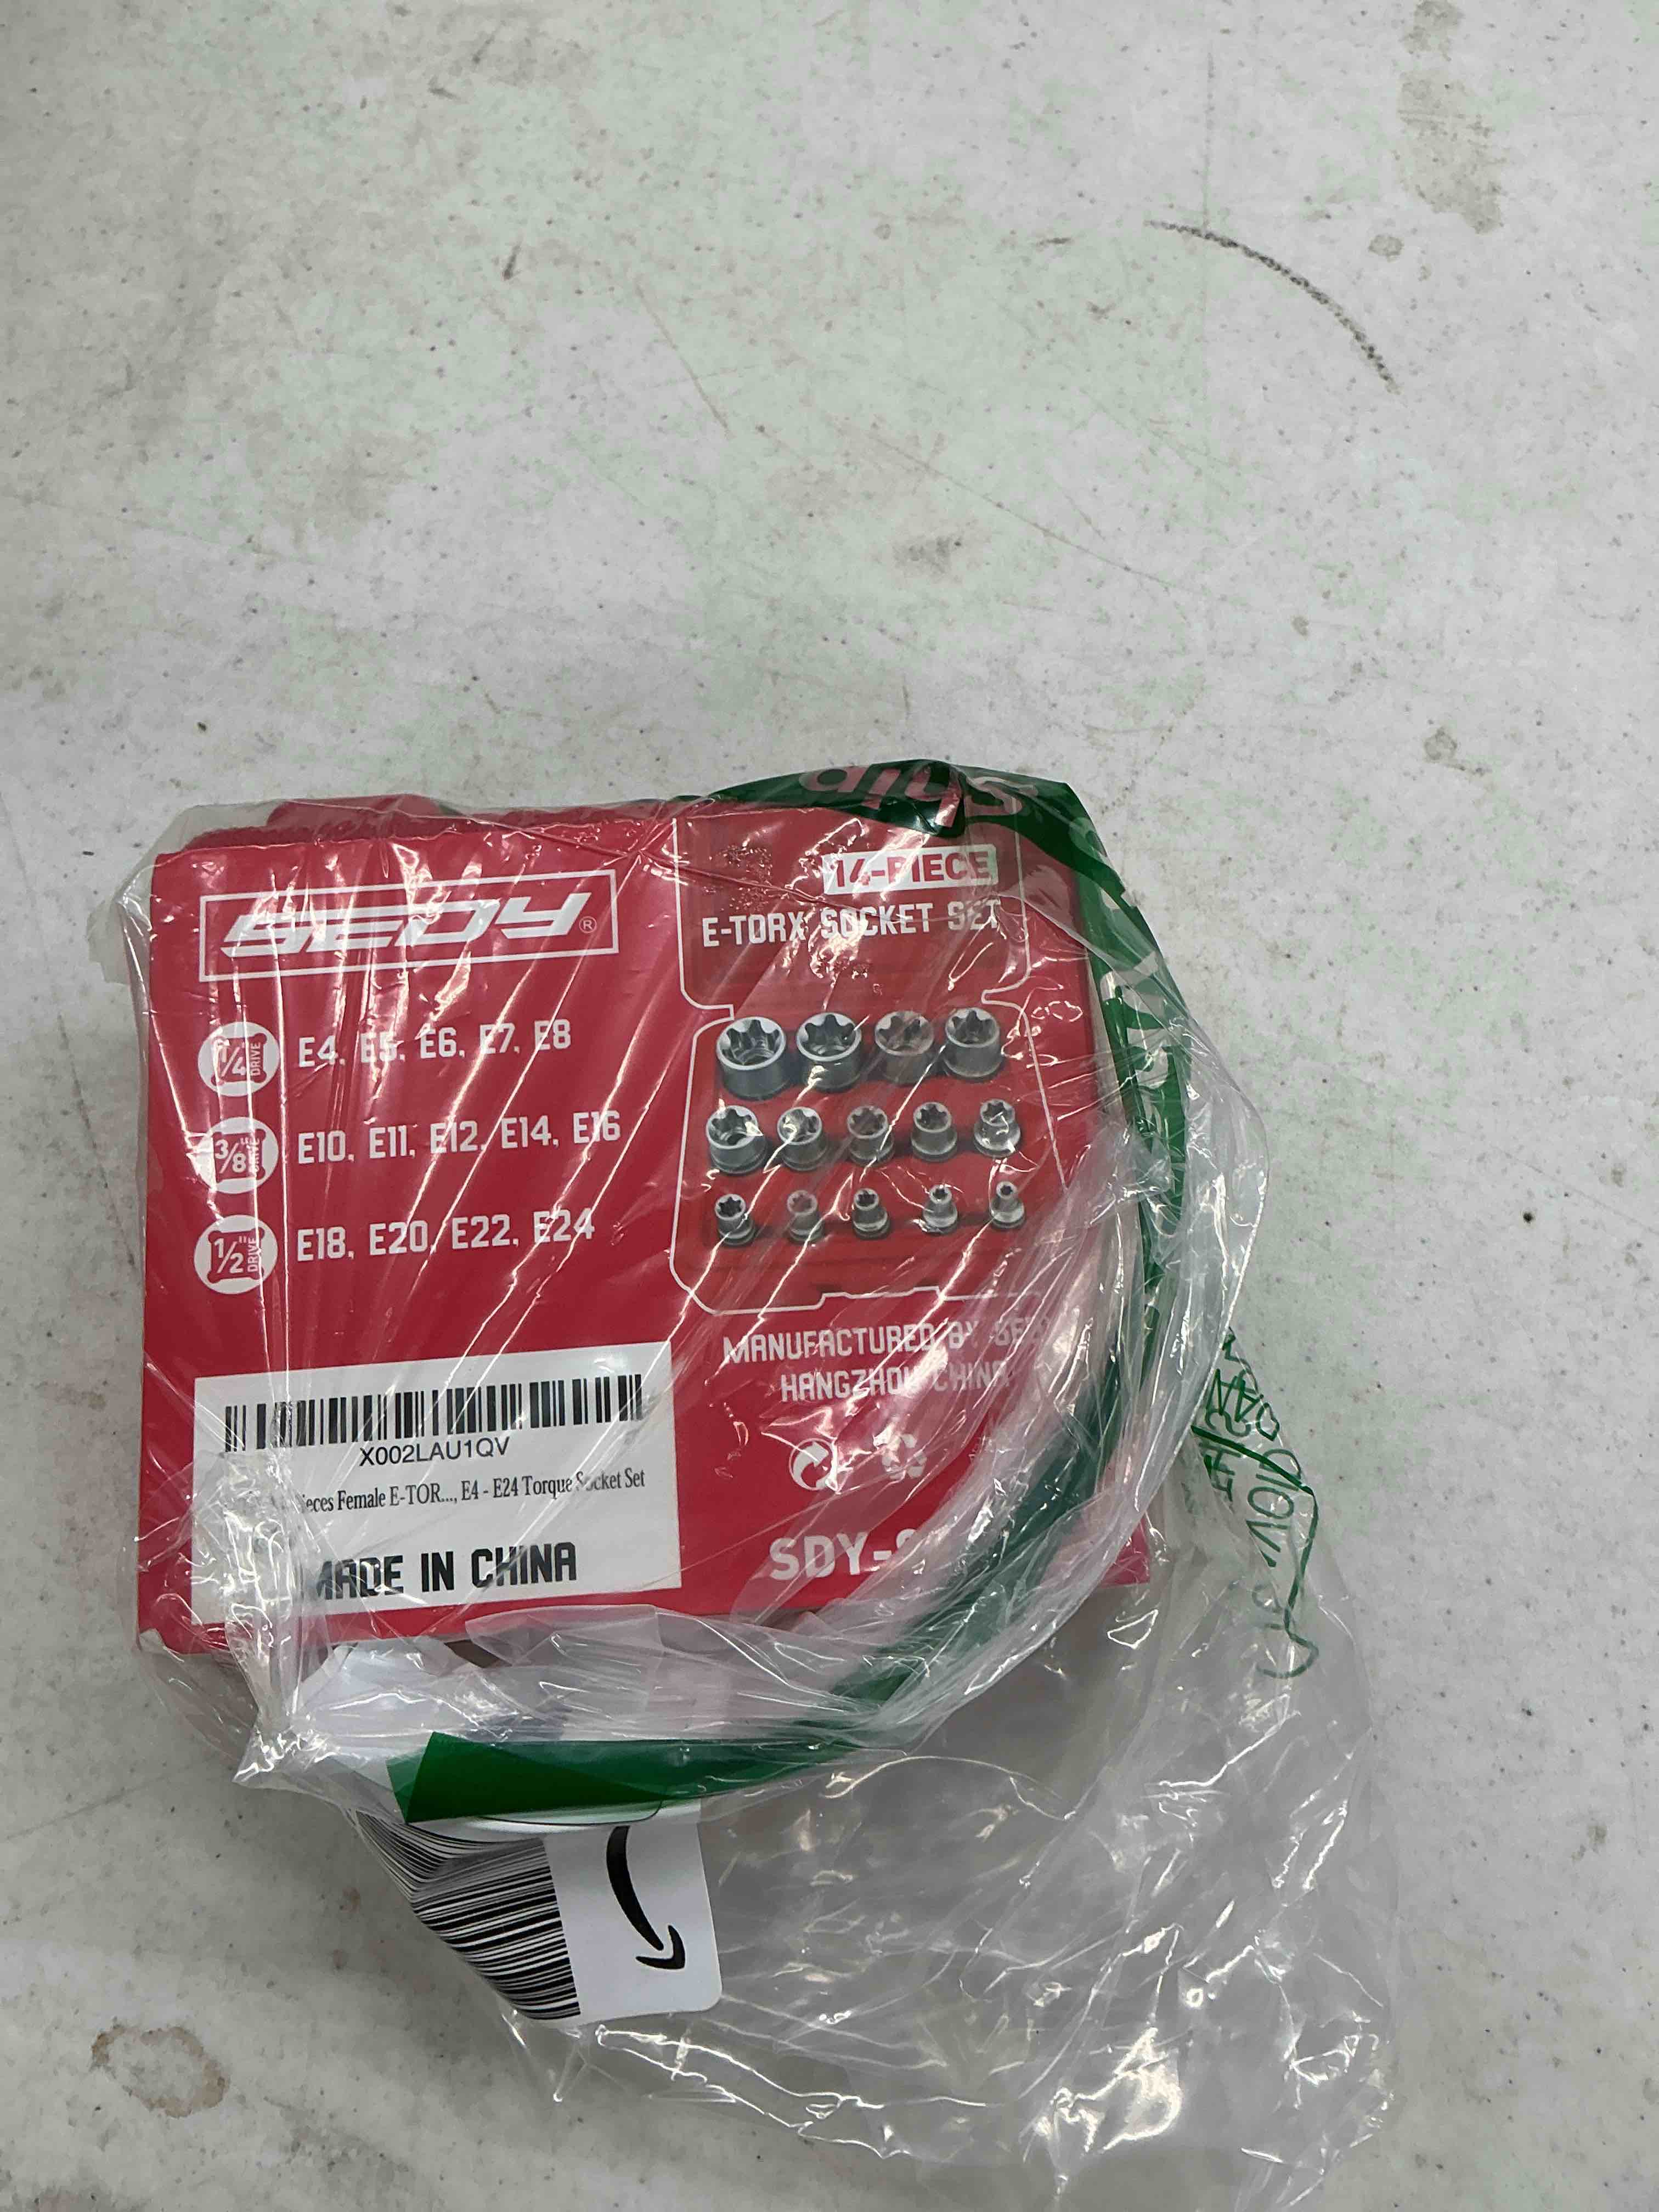 SEDY®
14-PIECE
E-TORX SOCKET SET
1/4" DRIVE E4, E5, E6, E7, E8
3/8" DRIVE E10, E11, E12, E14, E16
1/2" DRIVE E18, E20, E22, E24
MANUFACTURED BY
HANGZHOU CHINA
X002LAU1QV
Female E-TOR..., E4 - E24 Torque Socket Set
MADE IN CHINA
SDY-
Ship